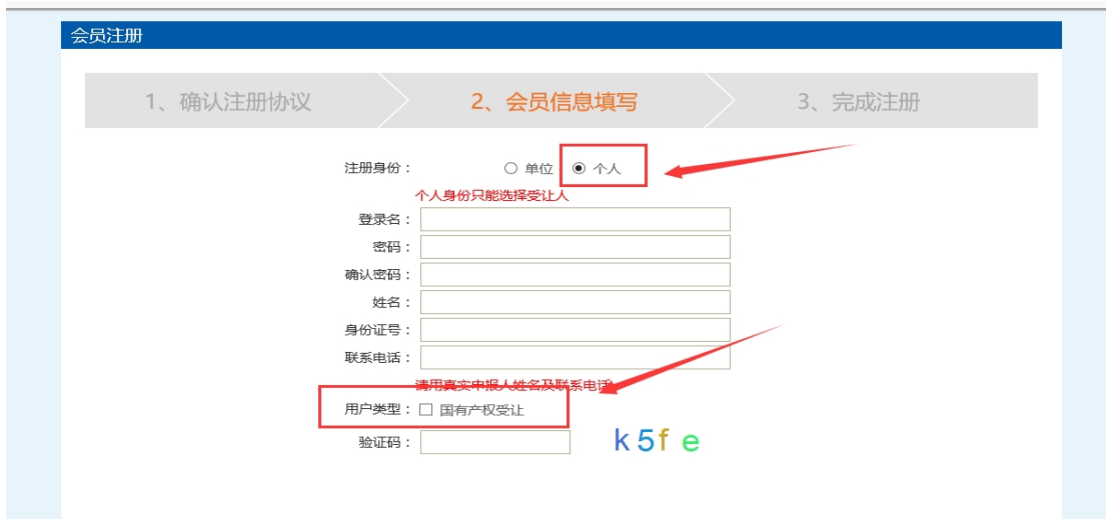 会员注册
1、确认注册协议 2、会员信息填写 3、完成注册
注册身份： 单位 个人
个人身份只能选择受让人
登录名：
密码：
确认密码：
姓名：
身份证号：
联系电话：
请用真实申报人姓名及联系电话
用户类型： 国有产权受让
验证码： k5fe